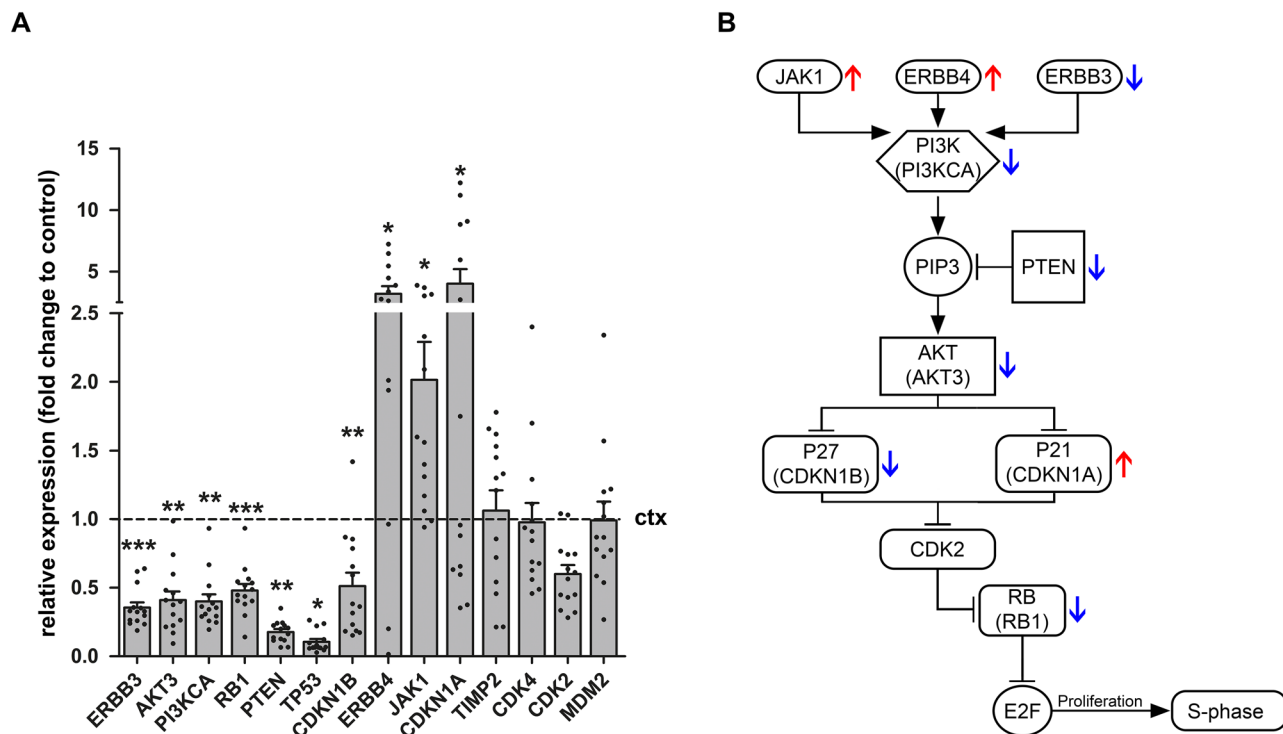 A
relative expression (fold change to control)
15
10
5
2.5
2.0
1.5
1.0
0.5
0.0
***
**
**
***
**
*
**
*
*
*
ctx
ERBB3
AKT3
PI3KCA
RB1
PTEN
TP53
CDKN1B
ERBB4
JAK1
CDKN1A
TIMP2
CDK4
CDK2
MDM2
B
JAK1 ↑
ERBB4 ↑
ERBB3 ↓
PI3K
(PI3KCA) ↓
PIP3
PTEN ↓
AKT
(AKT3) ↓
P27
(CDKN1B) ↓
P21
(CDKN1A) ↑
CDK2
RB
(RB1) ↓
E2F
Proliferation
S-phase